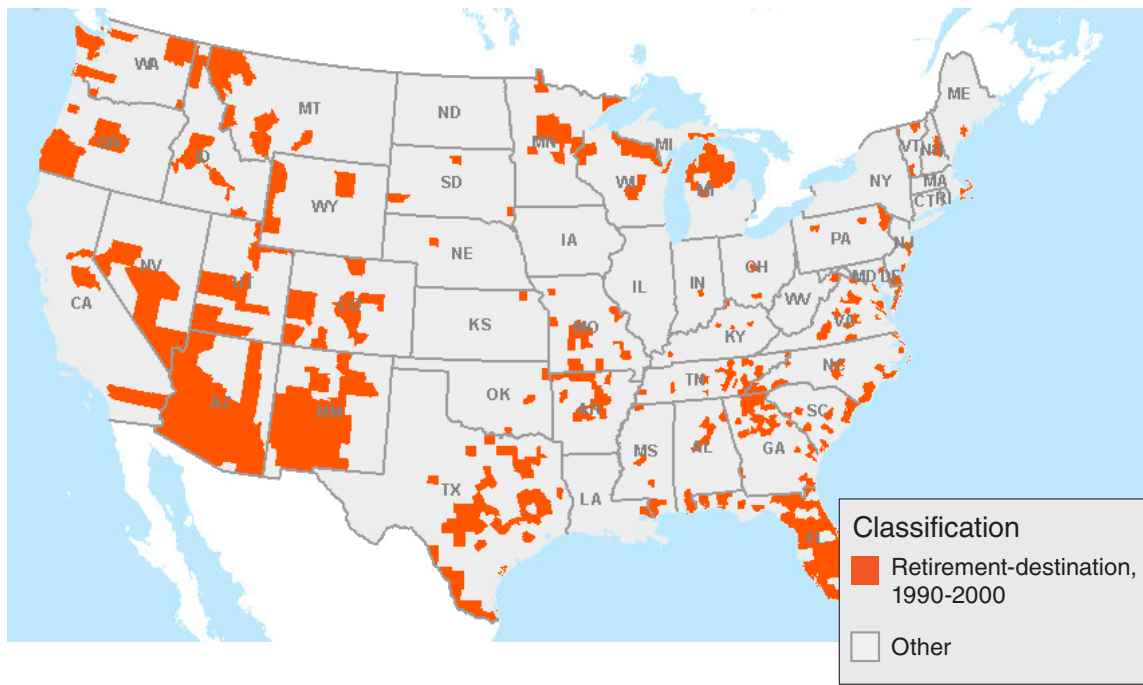 WA
MT
ND
ME
OR
ID
MN
MI
VT
NH
SD
WI
MI
NY
MA
CT
RI
WY
IA
PA
NJ
NE
NV
UT
CA
CO
IL
IN
OH
MD
DE
WV
VA
KS
MO
KY
AZ
NM
OK
AR
TN
NC
SC
MS
AL
GA
TX
LA
FL
Classification
Retirement-destination,
1990-2000
Other